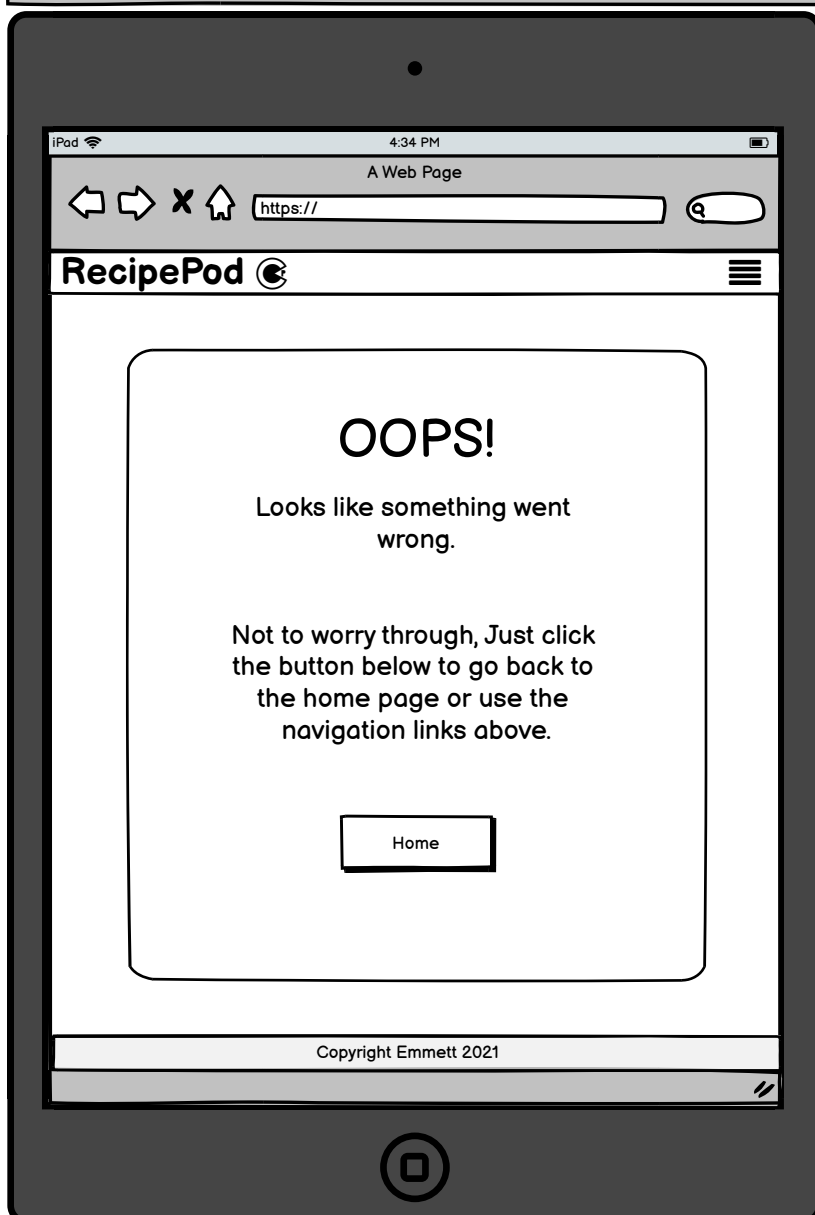 iPad
4:34 PM
A Web Page
https://
RecipePod
OOPS!
Looks like something went
wrong.
Not to worry through, Just click
the button below to go back to
the home page or use the
navigation links above.
Home
Copyright Emmett 2021